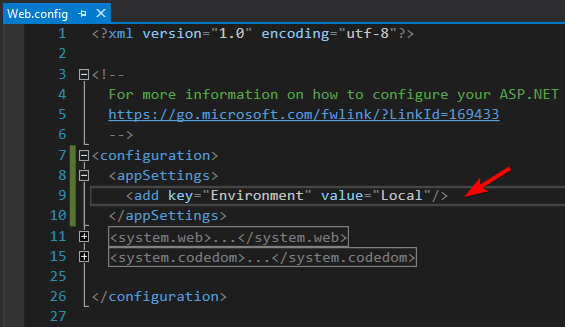 Web.config
1 <?xml version="1.0" encoding="utf-8"?>
2
3 <!--
4 For more information on how to configure your ASP.NET
5 https://go.microsoft.com/fwlink/?LinkId=169433
6 -->
7 <configuration>
8 <appSettings>
9 <add key="Environment" value="Local"/>
10 </appSettings>
11 <system.web>...</system.web>
15 <system.codedom>...</system.codedom>
25
26 </configuration>
27